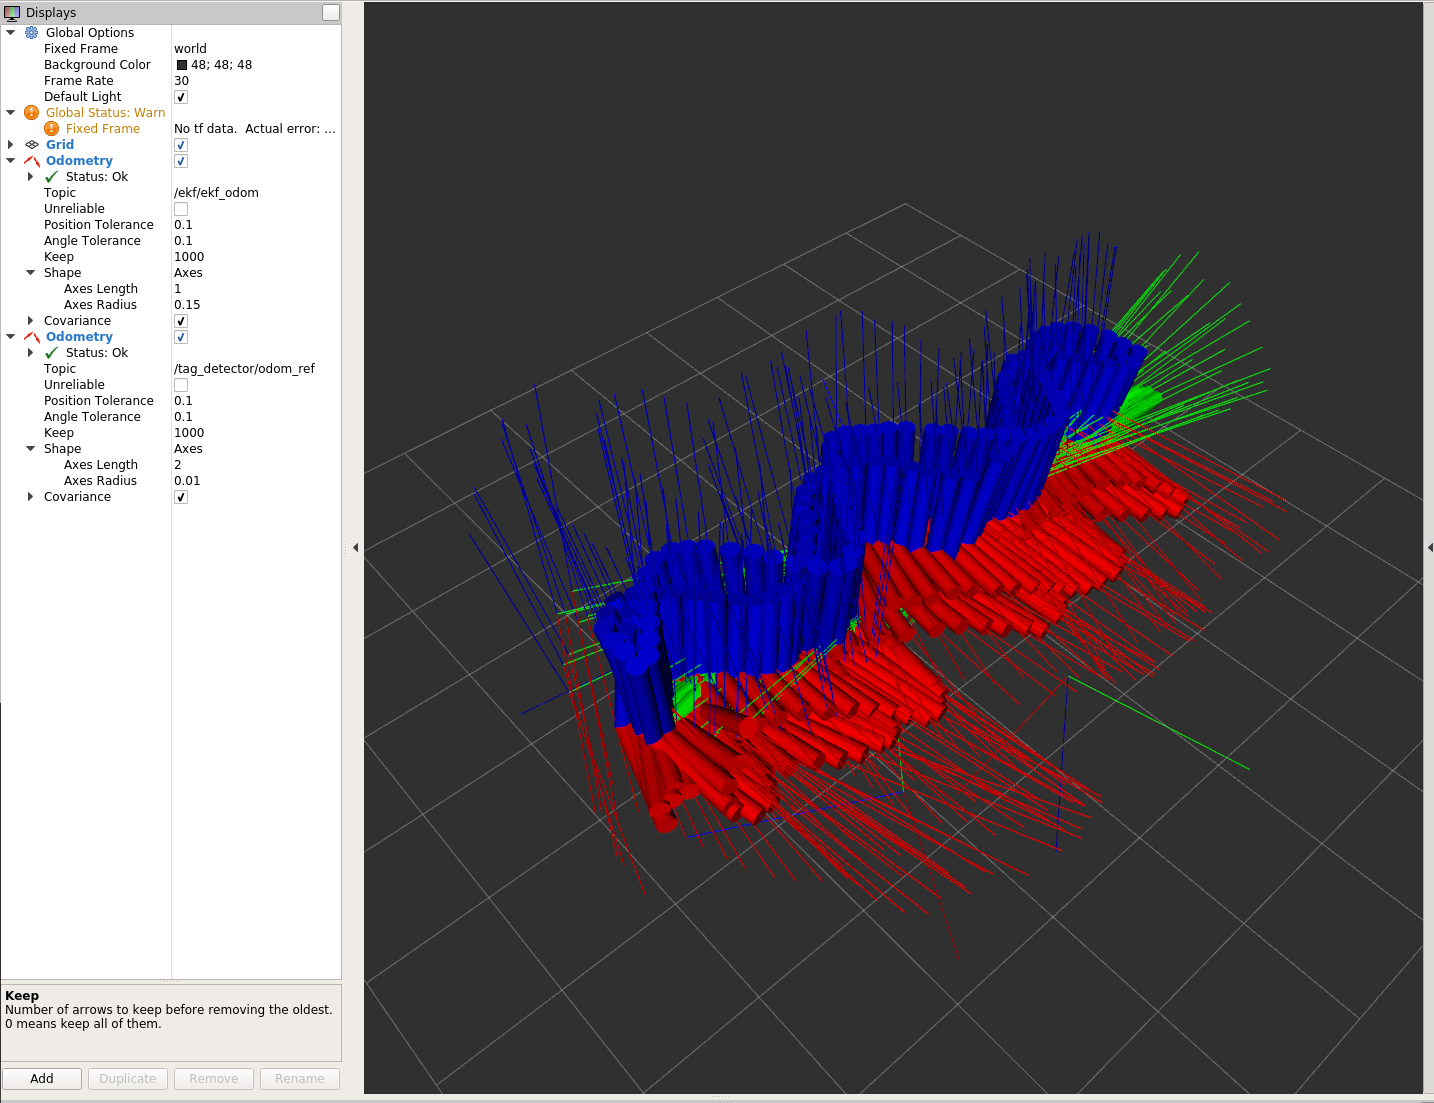 Displays
Global Options
Fixed Frame world
Background Color 48; 48; 48
Frame Rate 30
Default Light
Global Status: Warn
Fixed Frame No tf data.  Actual error: ...
Grid
Odometry
Status: Ok
Topic /ekf/ekf_odom
Unreliable
Position Tolerance 0.1
Angle Tolerance 0.1
Keep 1000
Shape Axes
Axes Length 1
Axes Radius 0.15
Covariance
Odometry
Status: Ok
Topic /tag_detector/odom_ref
Unreliable
Position Tolerance 0.1
Angle Tolerance 0.1
Keep 1000
Shape Axes
Axes Length 2
Axes Radius 0.01
Covariance
Keep
Number of arrows to keep before removing the oldest.
0 means keep all of them.
Add Duplicate Remove Rename